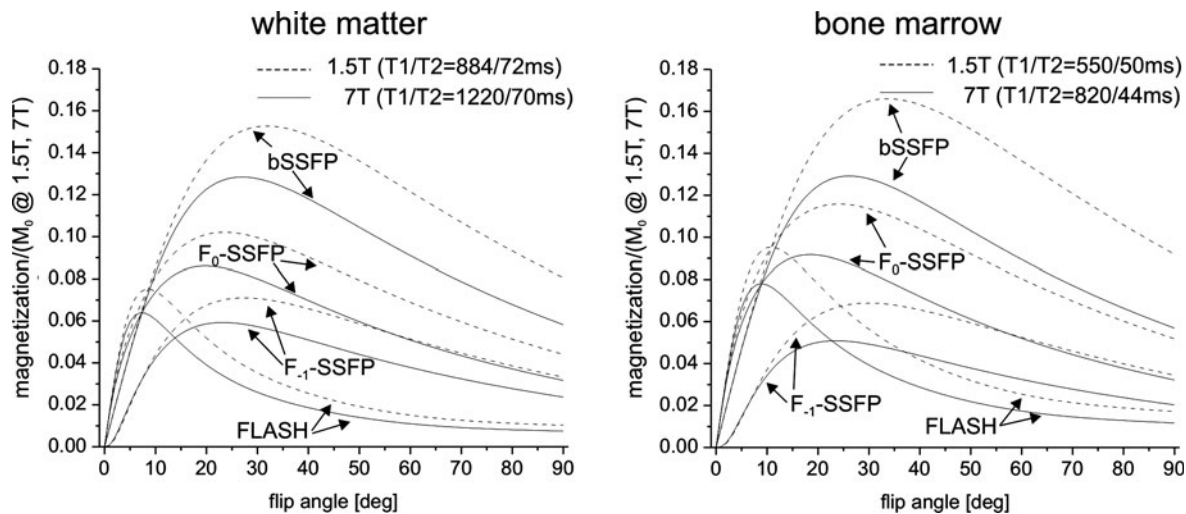 white matter
1.5T (T1/T2=884/72ms)
7T (T1/T2=1220/70ms)
magnetization/(M₀ @ 1.5T, 7T)
0.18
0.16
0.14
0.12
0.10
0.08
0.06
0.04
0.02
0.00
bSSFP
F₀-SSFP
F₋₁-SSFP
FLASH
0 10 20 30 40 50 60 70 80 90
flip angle [deg]
bone marrow
1.5T (T1/T2=550/50ms)
7T (T1/T2=820/44ms)
magnetization/(M₀ @ 1.5T, 7T)
0.18
0.16
0.14
0.12
0.10
0.08
0.06
0.04
0.02
0.00
bSSFP
F₀-SSFP
F₋₁-SSFP
FLASH
0 10 20 30 40 50 60 70 80 90
flip angle [deg]